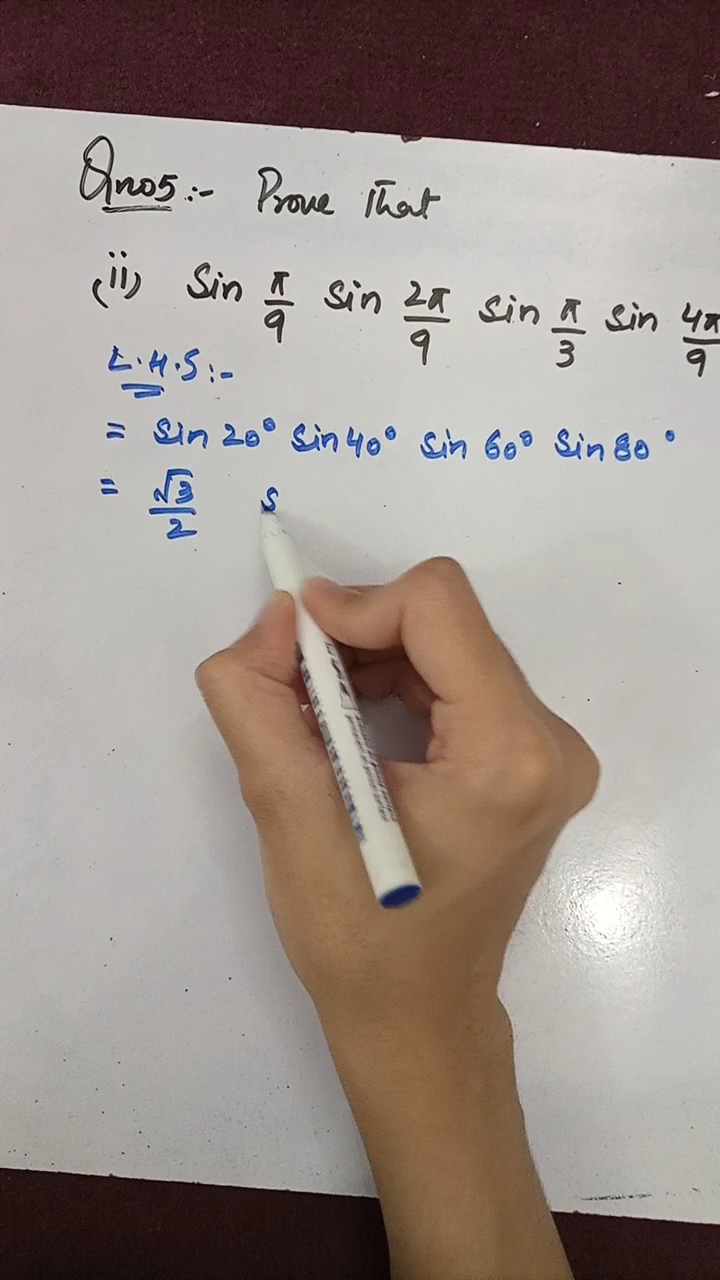 Qno5:- Prove That
(ii) Sin π/9 Sin 2π/9 Sin π/3 Sin 4π/9
L.H.S:-
= Sin 20° Sin 40° Sin 60° Sin 80°
= √3/2 S